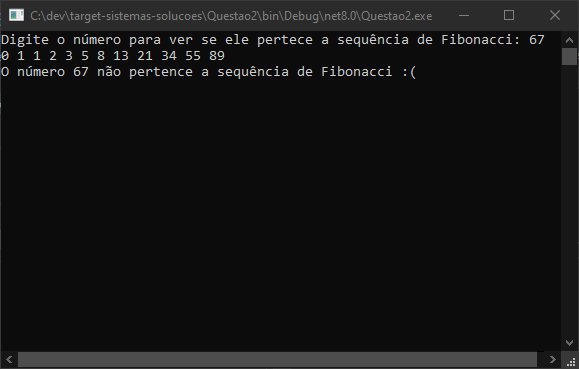 C:\dev\target-sistemas-solucoes\Questao2\bin\Debug\net8.0\Questao2.exe
Digite o número para ver se ele pertece a sequência de Fibonacci: 67
0 1 1 2 3 5 8 13 21 34 55 89
O número 67 não pertence a sequência de Fibonacci :(